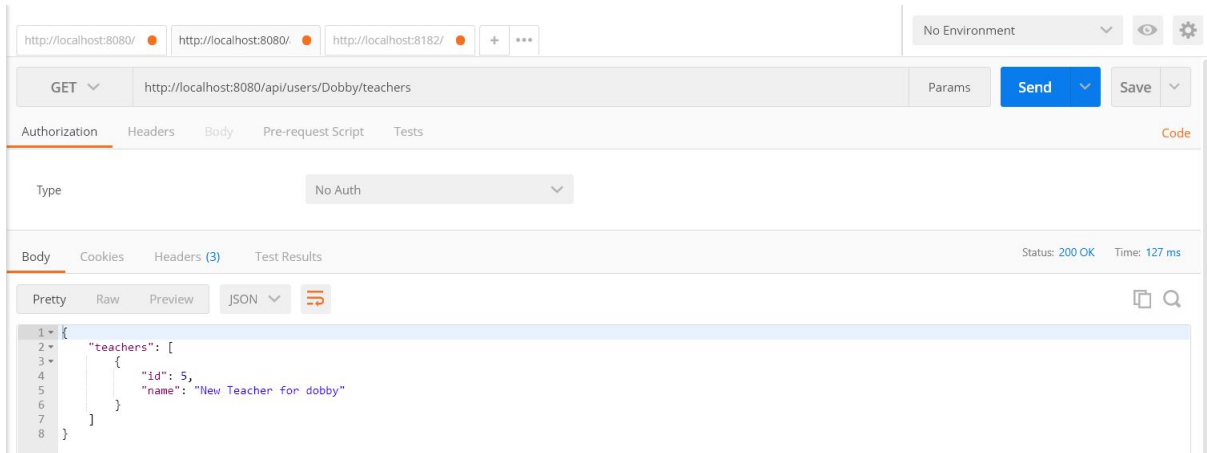 http://localhost:8080/ http://localhost:8080/ http://localhost:8182/ + ••• No Environment
GET http://localhost:8080/api/users/Dobby/teachers Params Send Save
Authorization Headers Body Pre-request Script Tests Code
Type No Auth
Body Cookies Headers (3) Test Results Status: 200 OK Time: 127 ms
Pretty Raw Preview JSON
1 {
2 "teachers": [
3 {
4 "id": 5,
5 "name": "New Teacher for dobby"
6 }
7 ]
8 }